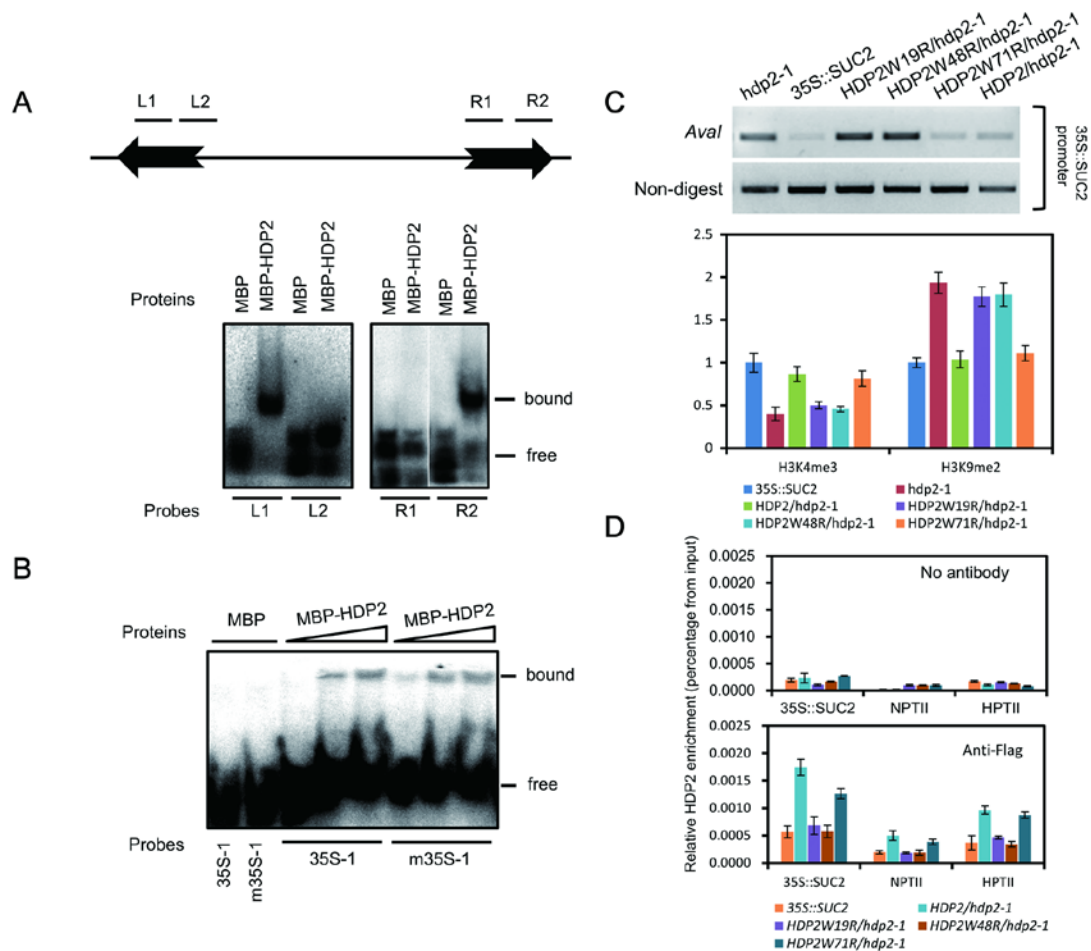 A
L1 L2 R1 R2
Proteins MBP MBP-HDP2 MBP MBP-HDP2 MBP MBP-HDP2 MBP MBP-HDP2
bound
free
Probes L1 L2 R1 R2
B
Proteins MBP MBP-HDP2 MBP-HDP2
bound
free
Probes 35S-1 m35S-1 35S-1 m35S-1
C
hdp2-1 35S::SUC2 HDP2W19R/hdp2-1 HDP2W48R/hdp2-1 HDP2W71R/hdp2-1 HDP2/hdp2-1
AvaI
Non-digest
35S::SUC2
promoter
2.5
2
1.5
1
0.5
0
H3K4me3 H3K9me2
35S::SUC2 hdp2-1
HDP2/hdp2-1 HDP2W19R/hdp2-1
HDP2W48R/hdp2-1 HDP2W71R/hdp2-1
D
Relative HDP2 enrichment (percentage from input)
No antibody
0.0025
0.0020
0.0015
0.0010
0.0005
0.0000
35S::SUC2 NPTII HPTII
Anti-Flag
0.0025
0.0020
0.0015
0.0010
0.0005
0.0000
35S::SUC2 NPTII HPTII
35S::SUC2 HDP2/hdp2-1
HDP2W19R/hdp2-1 HDP2W48R/hdp2-1
HDP2W71R/hdp2-1